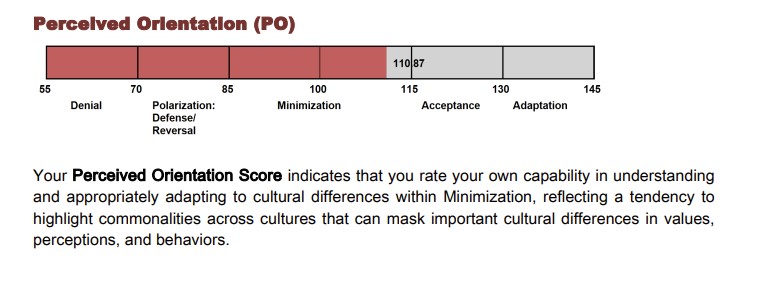 Perceived Orientation (PO)
110.87
55 70 85 100 115 130 145
Denial Polarization: Minimization Acceptance Adaptation
Defense/
Reversal
Your Perceived Orientation Score indicates that you rate your own capability in understanding
and appropriately adapting to cultural differences within Minimization, reflecting a tendency to
highlight commonalities across cultures that can mask important cultural differences in values,
perceptions, and behaviors.